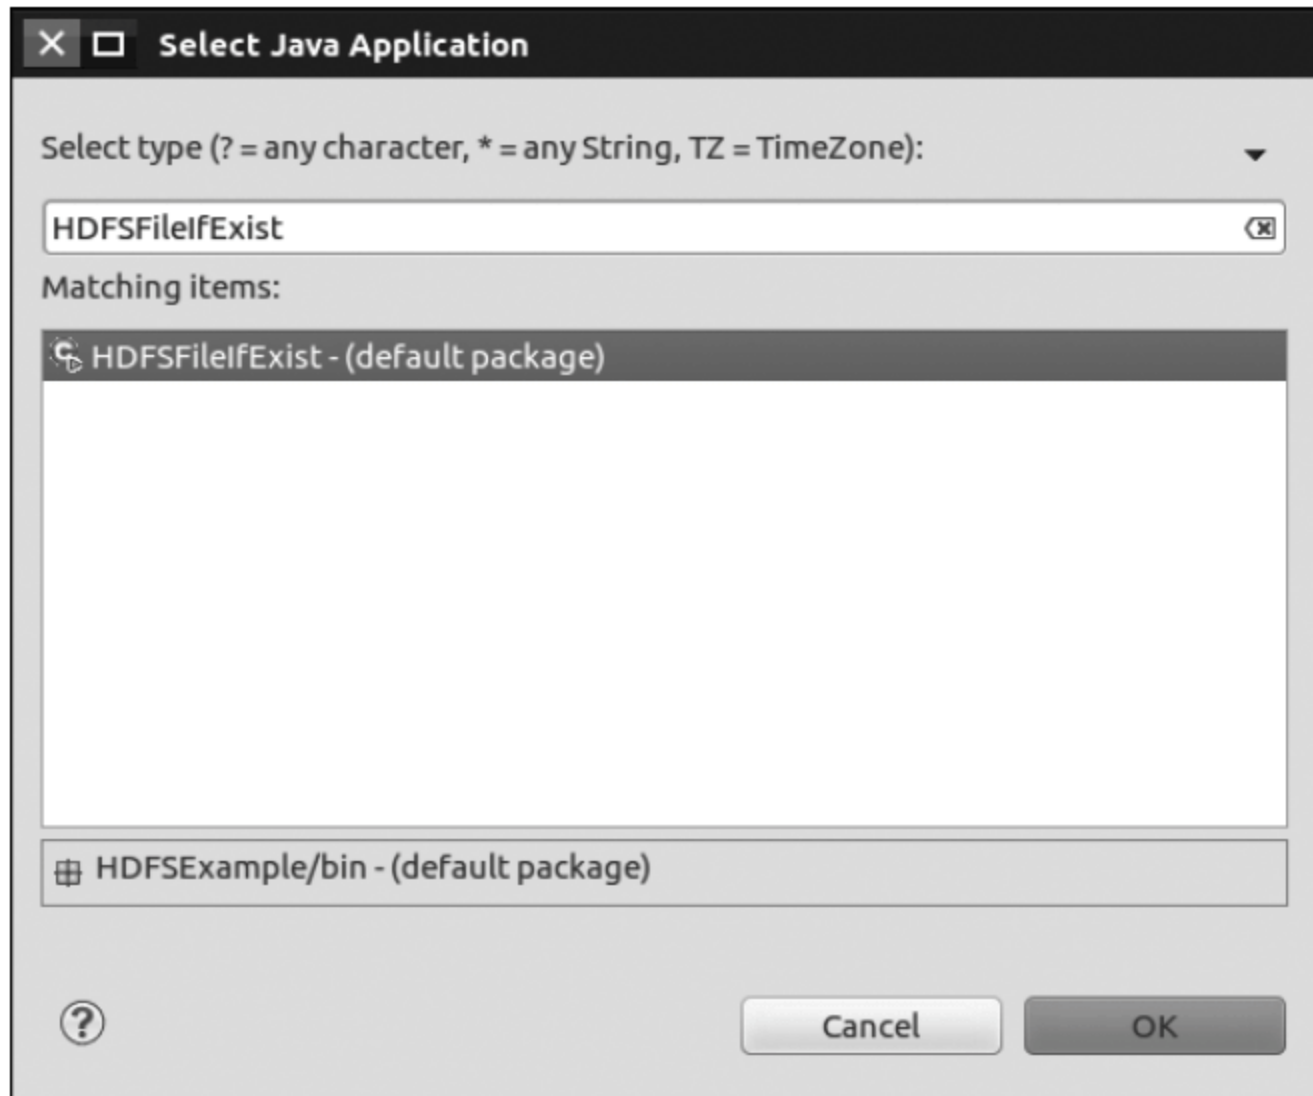 Select Java Application
Select type (? = any character, * = any String, TZ = TimeZone):
HDFSFileIfExist
Matching items:
HDFSFileIfExist - (default package)
HDFSExample/bin - (default package)
Cancel
OK